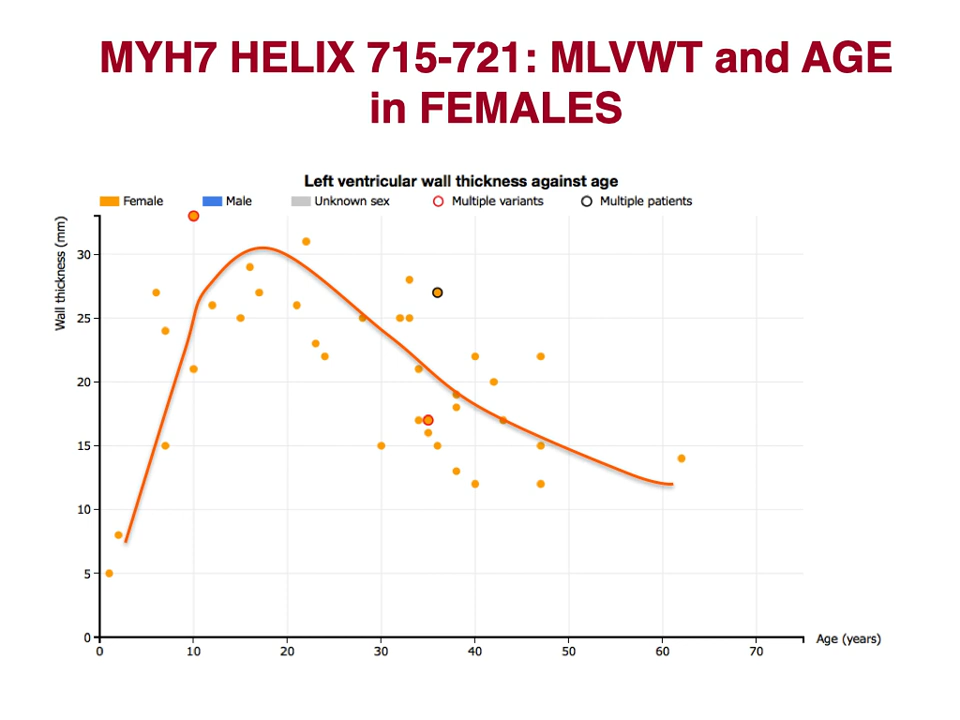 MYH7 HELIX 715-721: MLVWT and AGE
in FEMALES
Left ventricular wall thickness against age
Female Male Unknown sex Multiple variants Multiple patients
Wall thickness (mm)
30
25
20
15
10
5
0
0 10 20 30 40 50 60 70
Age (years)